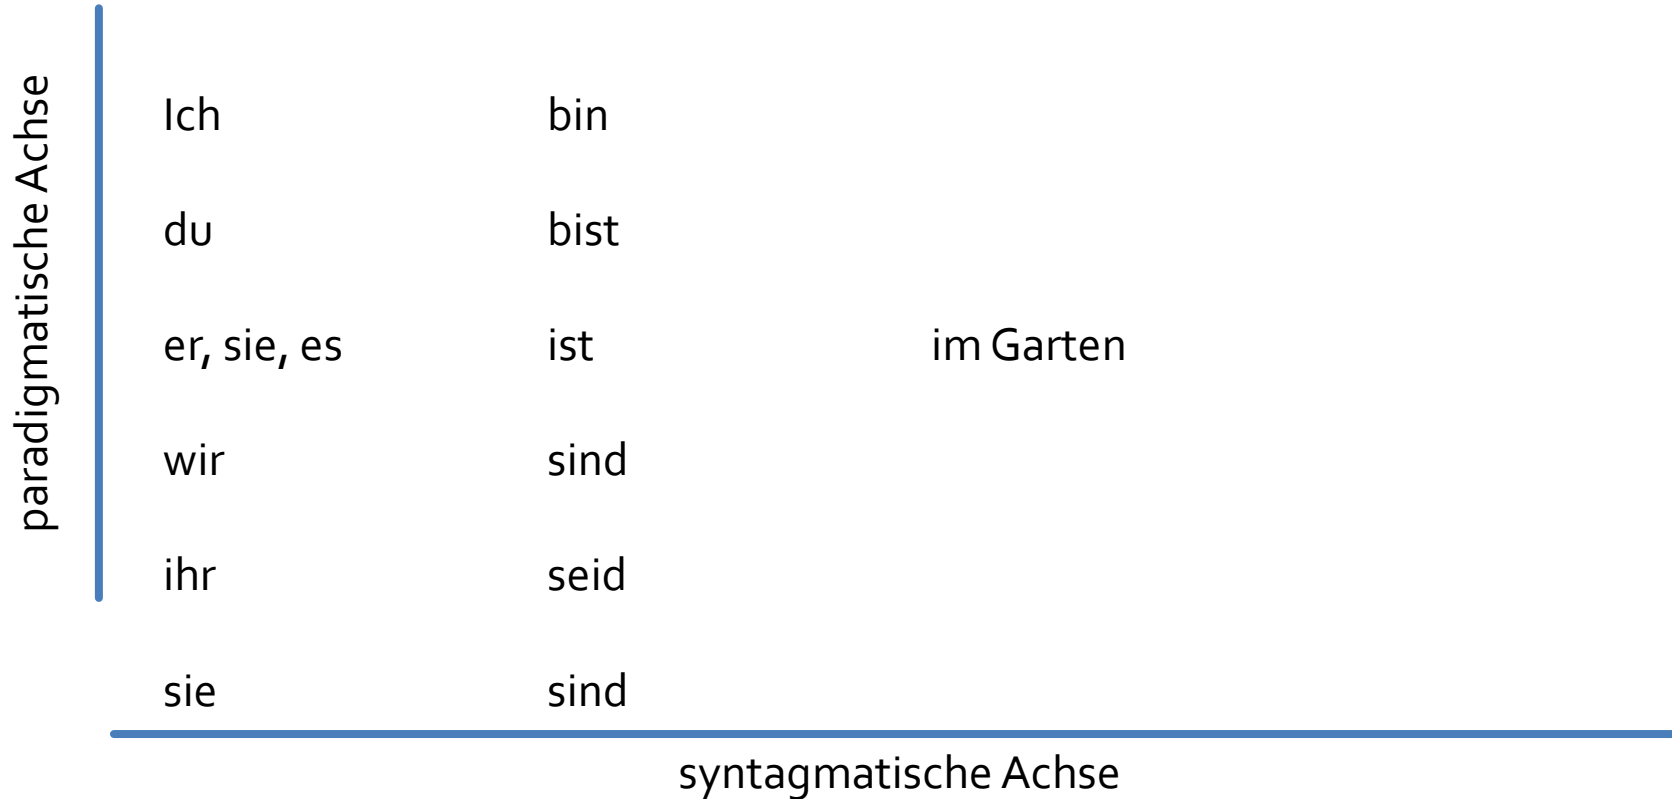 paradigmatische Achse
Ich bin
du bist
er, sie, es ist im Garten
wir sind
ihr seid
sie sind
syntagmatische Achse